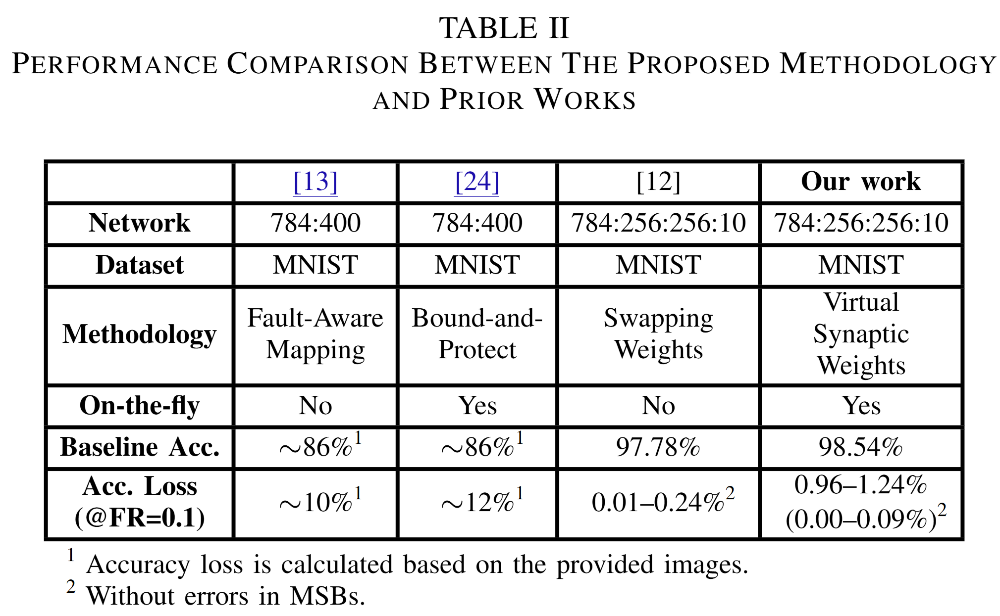 TABLE II
PERFORMANCE COMPARISON BETWEEN THE PROPOSED METHODOLOGY
AND PRIOR WORKS
[13] [24] [12] Our work
Network 784:400 784:400 784:256:256:10 784:256:256:10
Dataset MNIST MNIST MNIST MNIST
Methodology Fault-Aware Mapping Bound-and-Protect Swapping Weights Virtual Synaptic Weights
On-the-fly No Yes No Yes
Baseline Acc. ~86%¹ ~86%¹ 97.78% 98.54%
Acc. Loss (@FR=0.1) ~10%¹ ~12%¹ 0.01–0.24%² 0.96–1.24% (0.00–0.09%)²
¹ Accuracy loss is calculated based on the provided images.
² Without errors in MSBs.